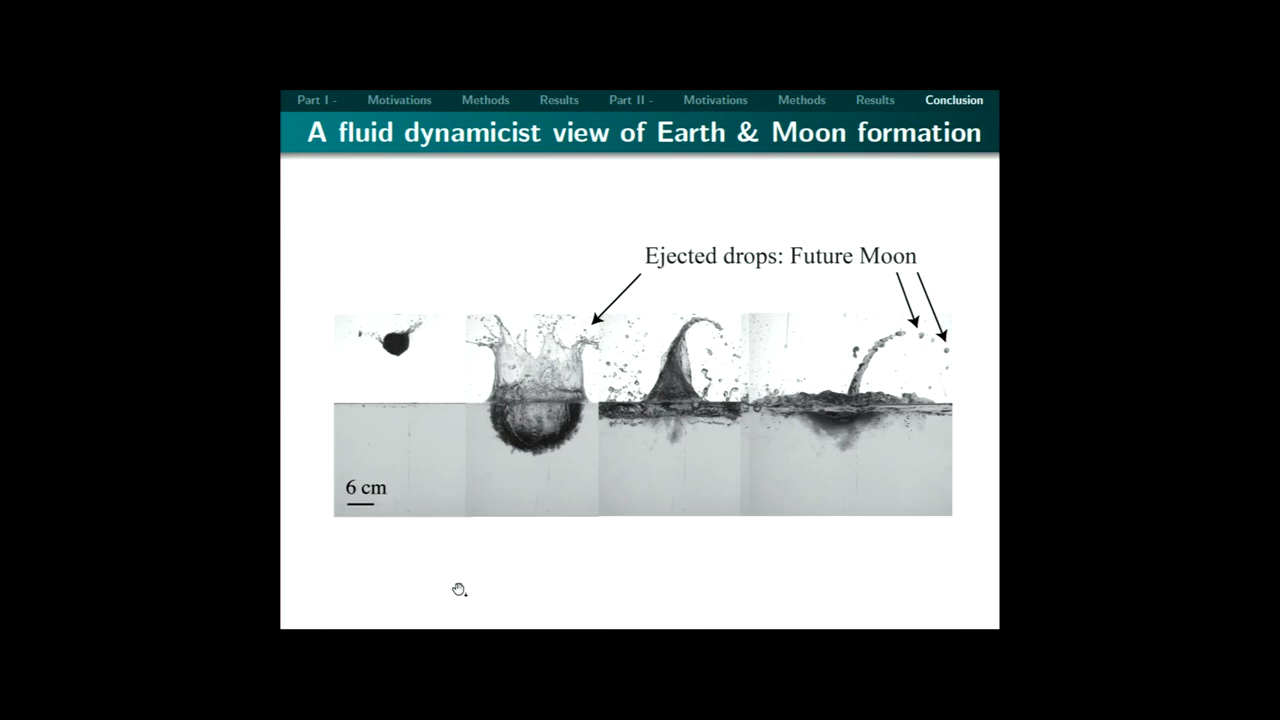 Part I - Motivations Methods Results Part II - Motivations Methods Results Conclusion
A fluid dynamicist view of Earth & Moon formation
Ejected drops: Future Moon
6 cm